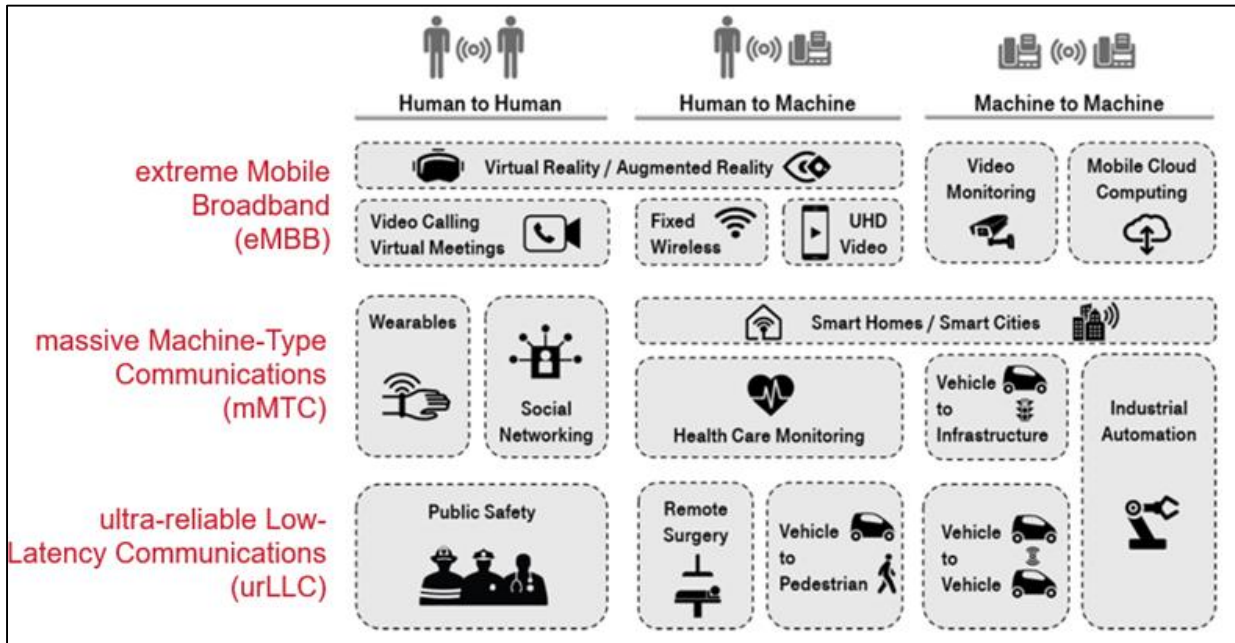 Human to Human
Human to Machine
Machine to Machine
extreme Mobile
Broadband
(eMBB)
Virtual Reality / Augmented Reality
Video Calling
Virtual Meetings
Fixed
Wireless
UHD
Video
Video
Monitoring
Mobile Cloud
Computing
massive Machine-Type
Communications
(mMTC)
Wearables
Social
Networking
Smart Homes / Smart Cities
Health Care Monitoring
Vehicle
to
Infrastructure
Industrial
Automation
ultra-reliable Low-
Latency Communications
(urLLC)
Public Safety
Remote
Surgery
Vehicle
to
Pedestrian
Vehicle
to
Vehicle